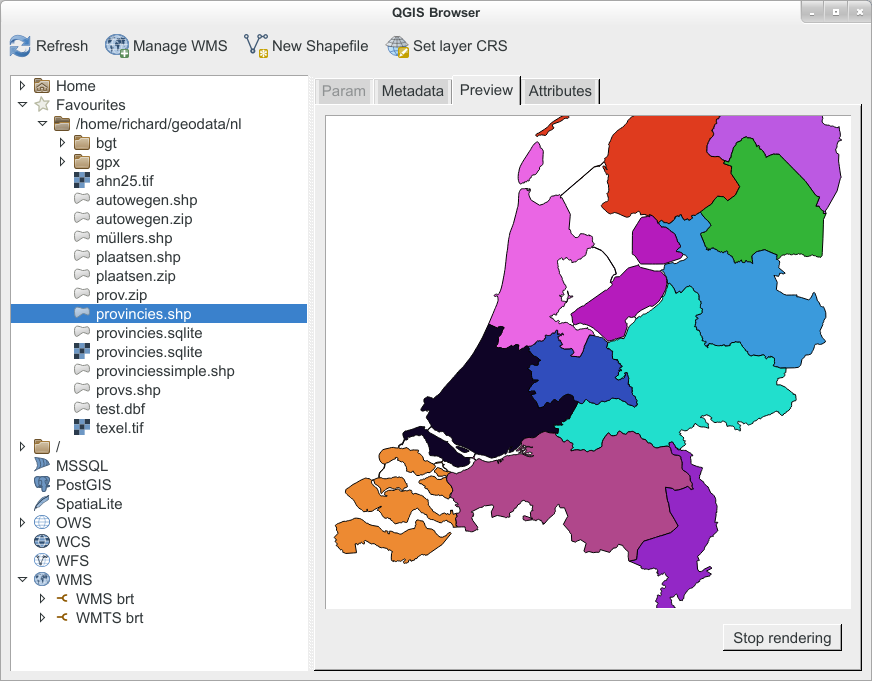 QGIS Browser
Refresh Manage WMS New Shapefile Set layer CRS
Param Metadata Preview Attributes
Home
Favourites
/home/richard/geodata/nl
bgt
gpx
ahn25.tif
autowegen.shp
autowegen.zip
müllers.shp
plaatsen.shp
plaatsen.zip
prov.zip
provincies.shp
provincies.sqlite
provincies.sqlite
provinciessimple.shp
provs.shp
test.dbf
texel.tif
/
MSSQL
PostGIS
SpatiaLite
OWS
WCS
WFS
WMS
WMS brt
WMTS brt
Stop rendering